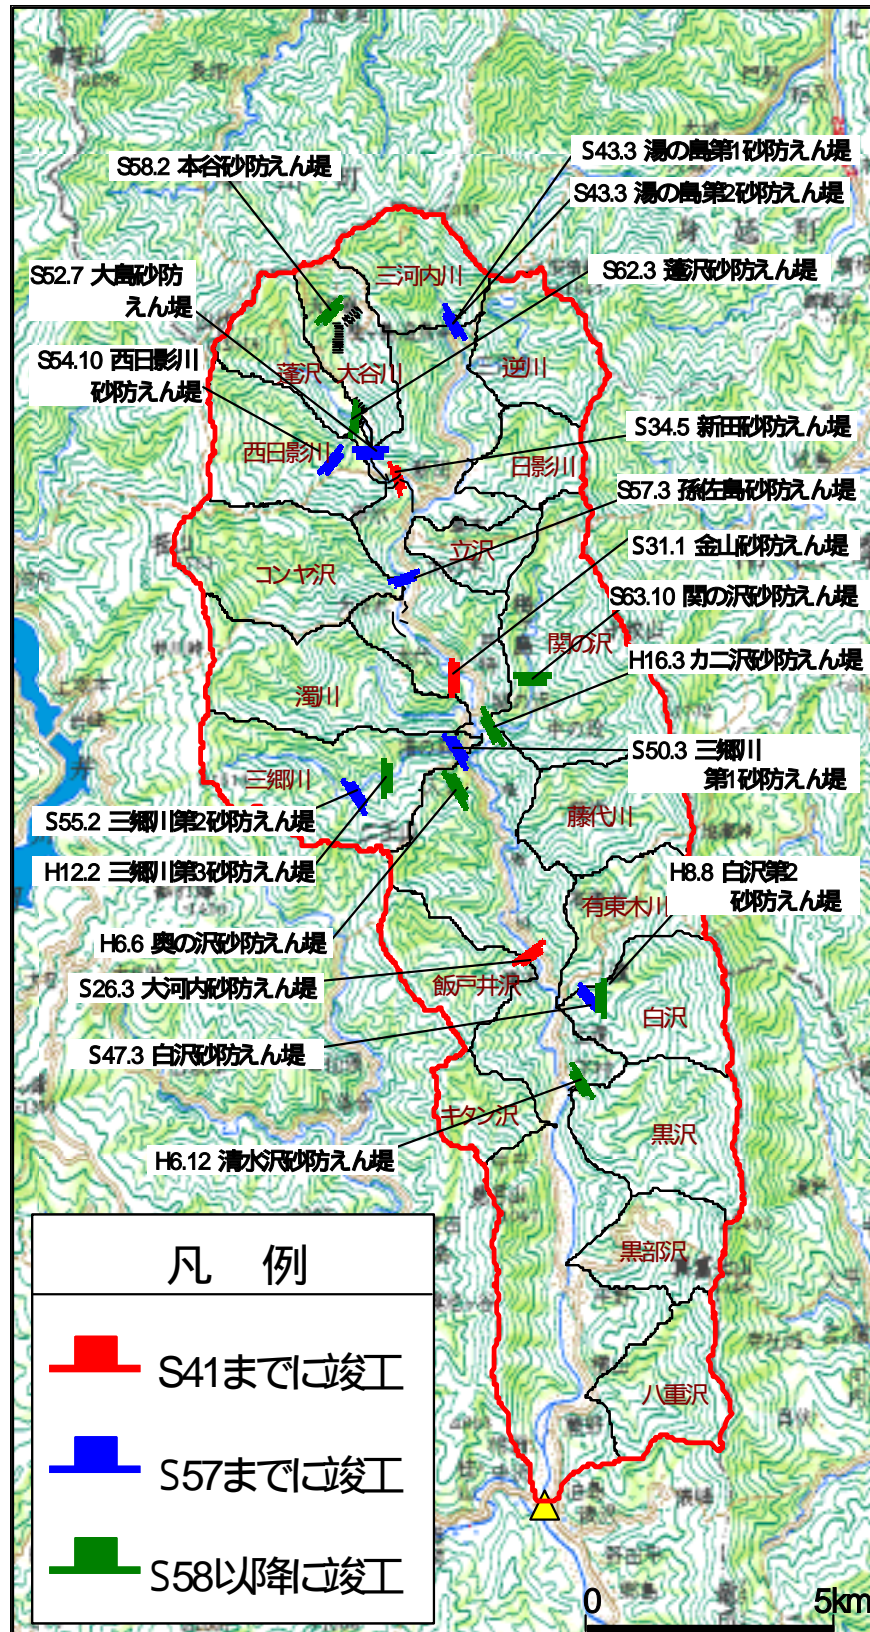 S58.2 本谷砂防えん堤
S43.3 湯の島第1砂防えん堤
S43.3 湯の島第2砂防えん堤
S52.7 大島砂防
えん堤
S62.3 蓬沢砂防えん堤
三河内川
S54.10 西日影川
砂防えん堤
蓬沢
大谷川
逆川
S34.5 新田砂防えん堤
西日影川
日影川
S57.3 孫佐島砂防えん堤
立沢
S31.1 金山砂防えん堤
コンヤ沢
S63.10 関の沢砂防えん堤
関の沢
H16.3 カニ沢砂防えん堤
濁川
S50.3 三郷川
第1砂防えん堤
三郷川
S55.2 三郷川第2砂防えん堤
藤代川
H12.2 三郷川第3砂防えん堤
H8.8 白沢第2
砂防えん堤
有東木川
H6.6 奥の沢砂防えん堤
S26.3 大河内砂防えん堤
飯戸井沢
白沢
S47.3 白沢砂防えん堤
キタン沢
黒沢
H6.12 清水沢砂防えん堤
黒部沢
八重沢
凡 例
S41までに竣工
S57までに竣工
S58以降に竣工
0 5km